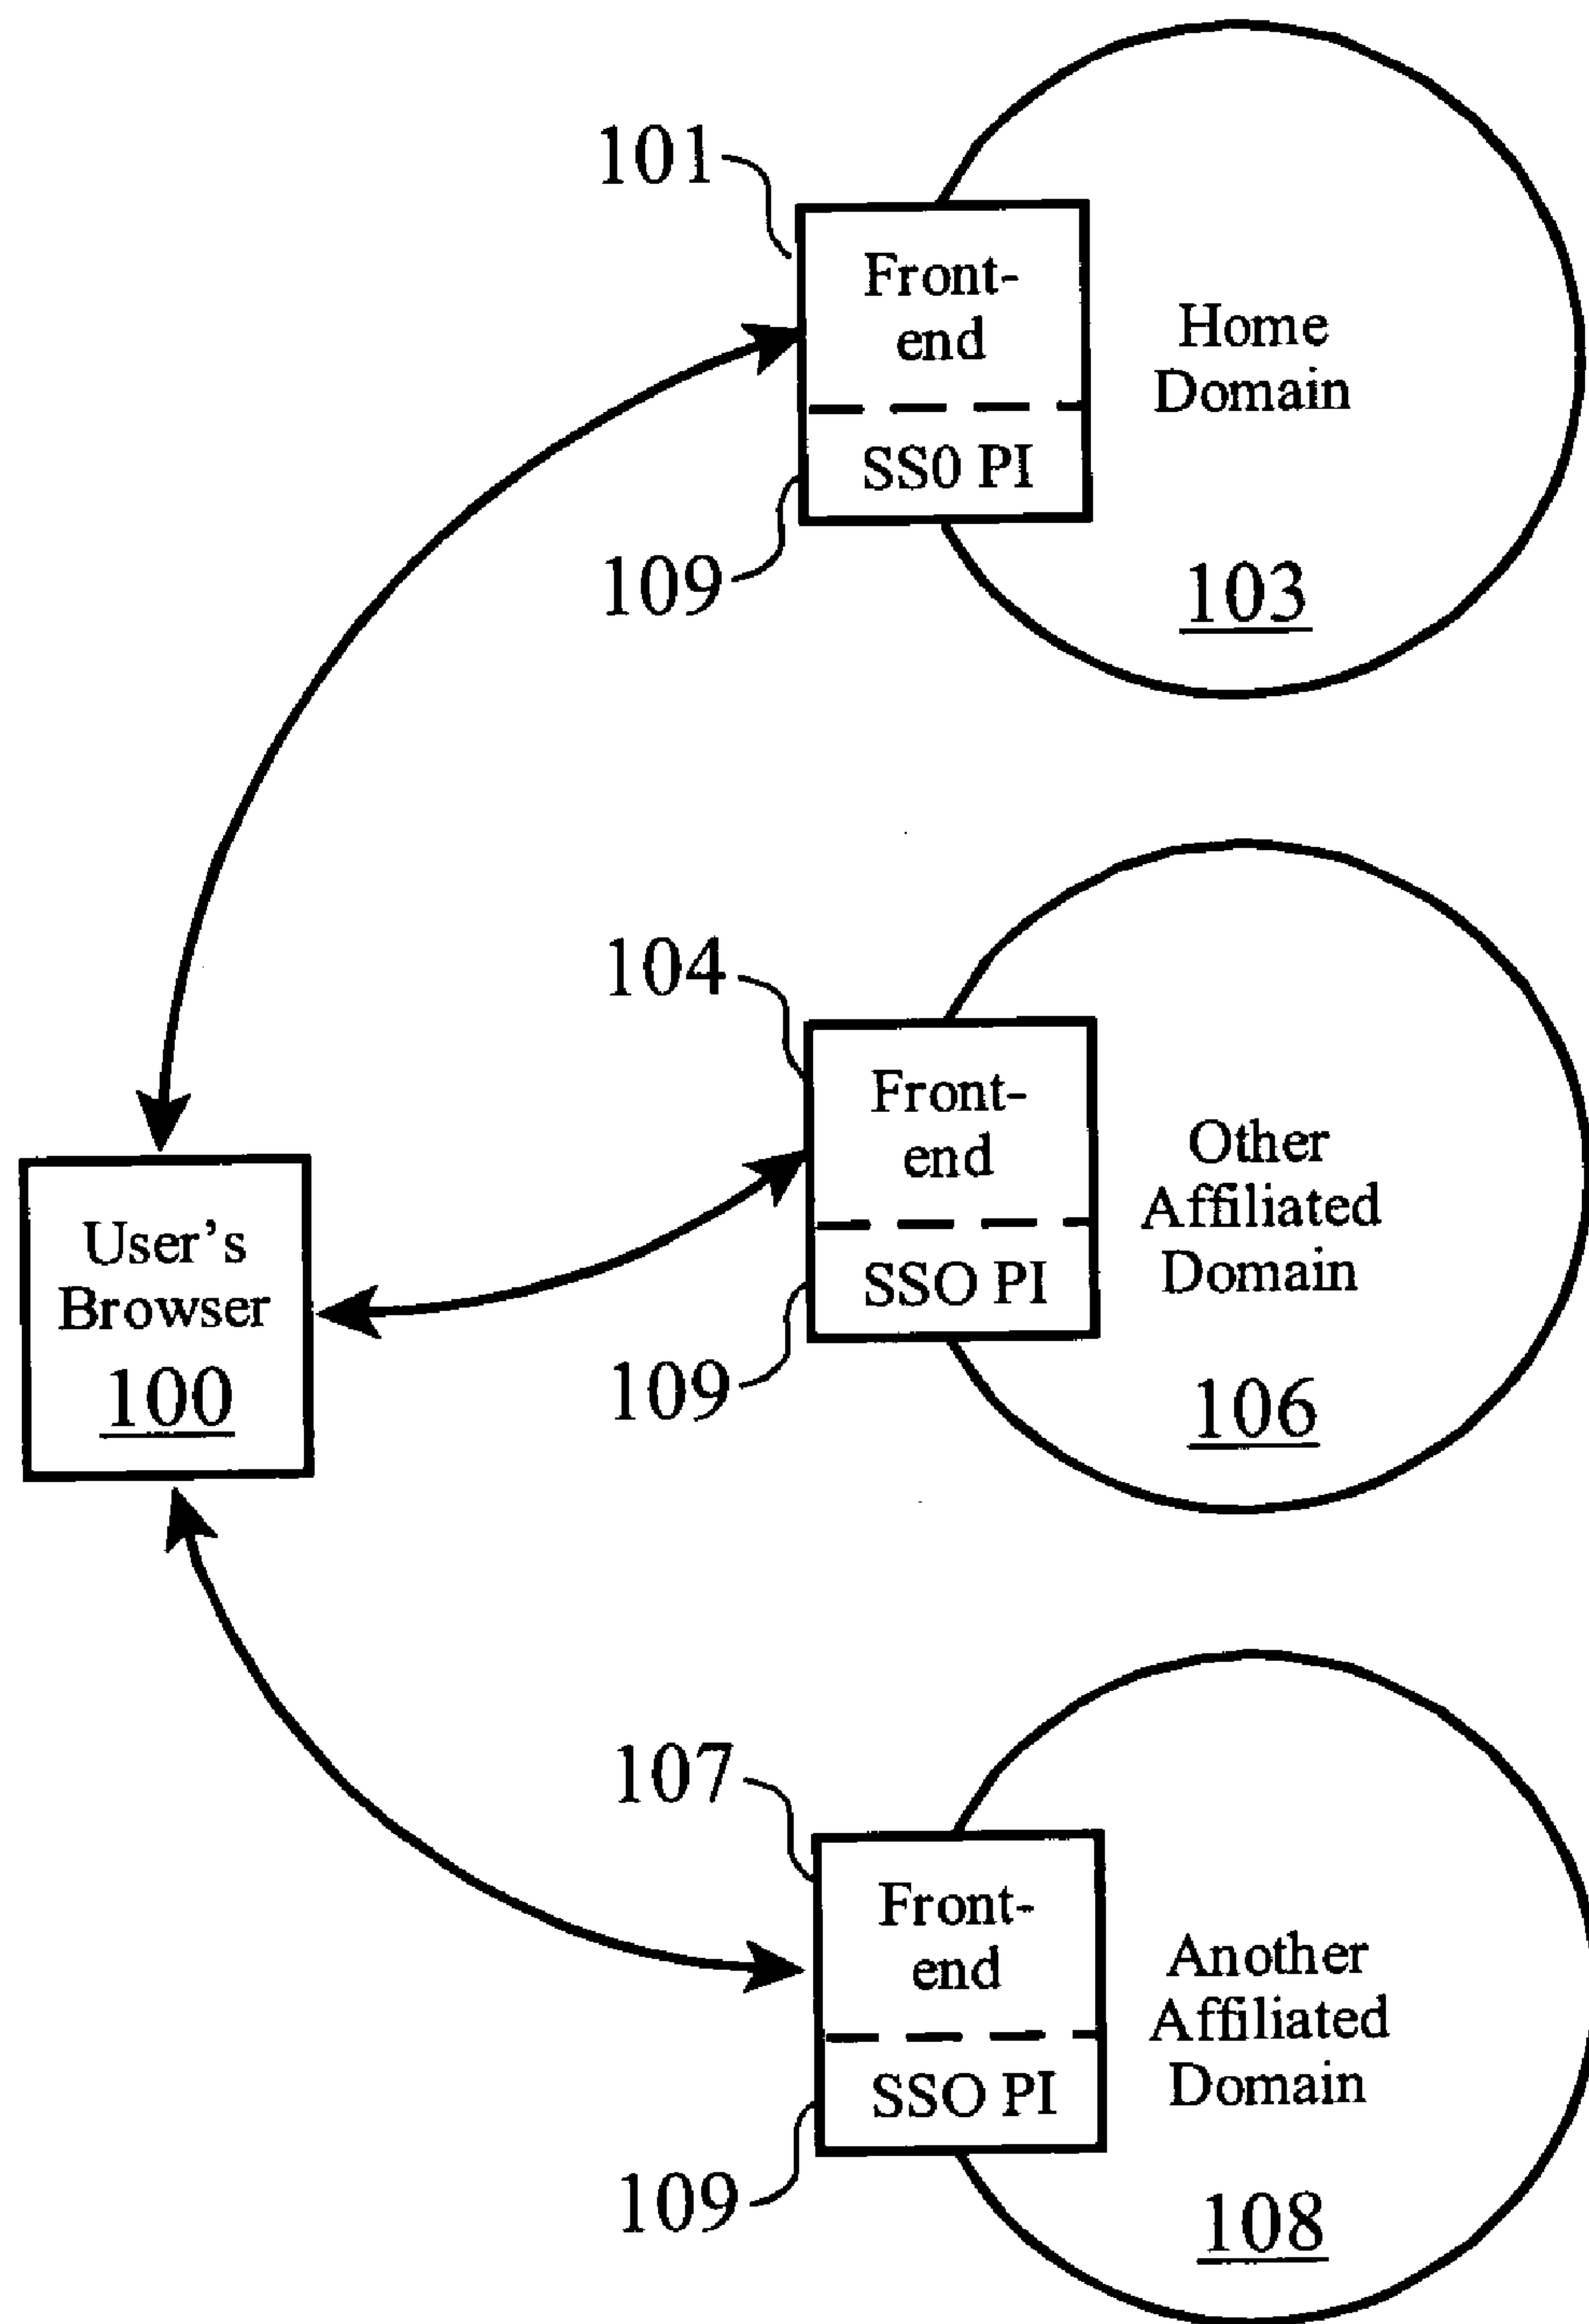 101
Front-
end
SS0 PI
109
Home
Domain
103
104
Front-
end
SSO PI
109
Other
Affiliated
Domain
106
User's
Browser
100
107
Front-
end
SSO PI
109
Another
Affiliated
Domain
108